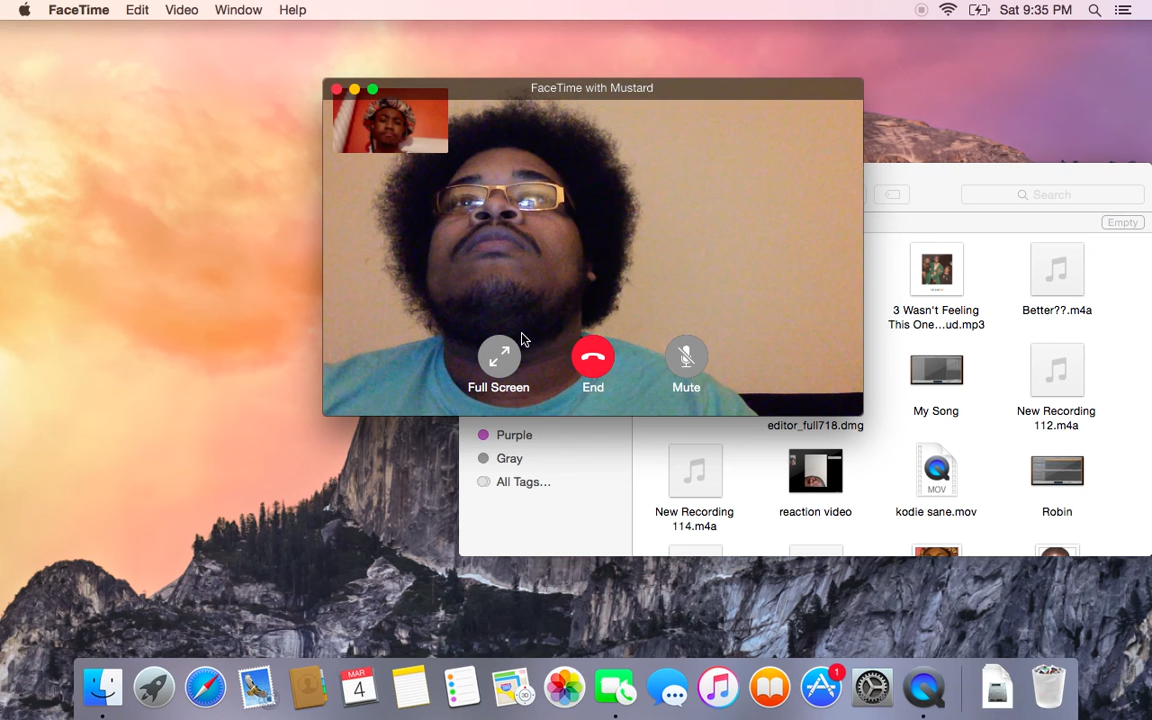 FaceTime Edit Video Window Help
Sat 9:35 PM
FaceTime with Mustard
Full Screen
End
Mute
Search
Empty
3 Wasn't Feeling
This One...ud.mp3
Better??.m4a
My Song
New Recording
112.m4a
editor_full718.dmg
Purple
Gray
All Tags...
New Recording
114.m4a
reaction video
MOV
kodie sane.mov
Robin
MAR
4
3D
1